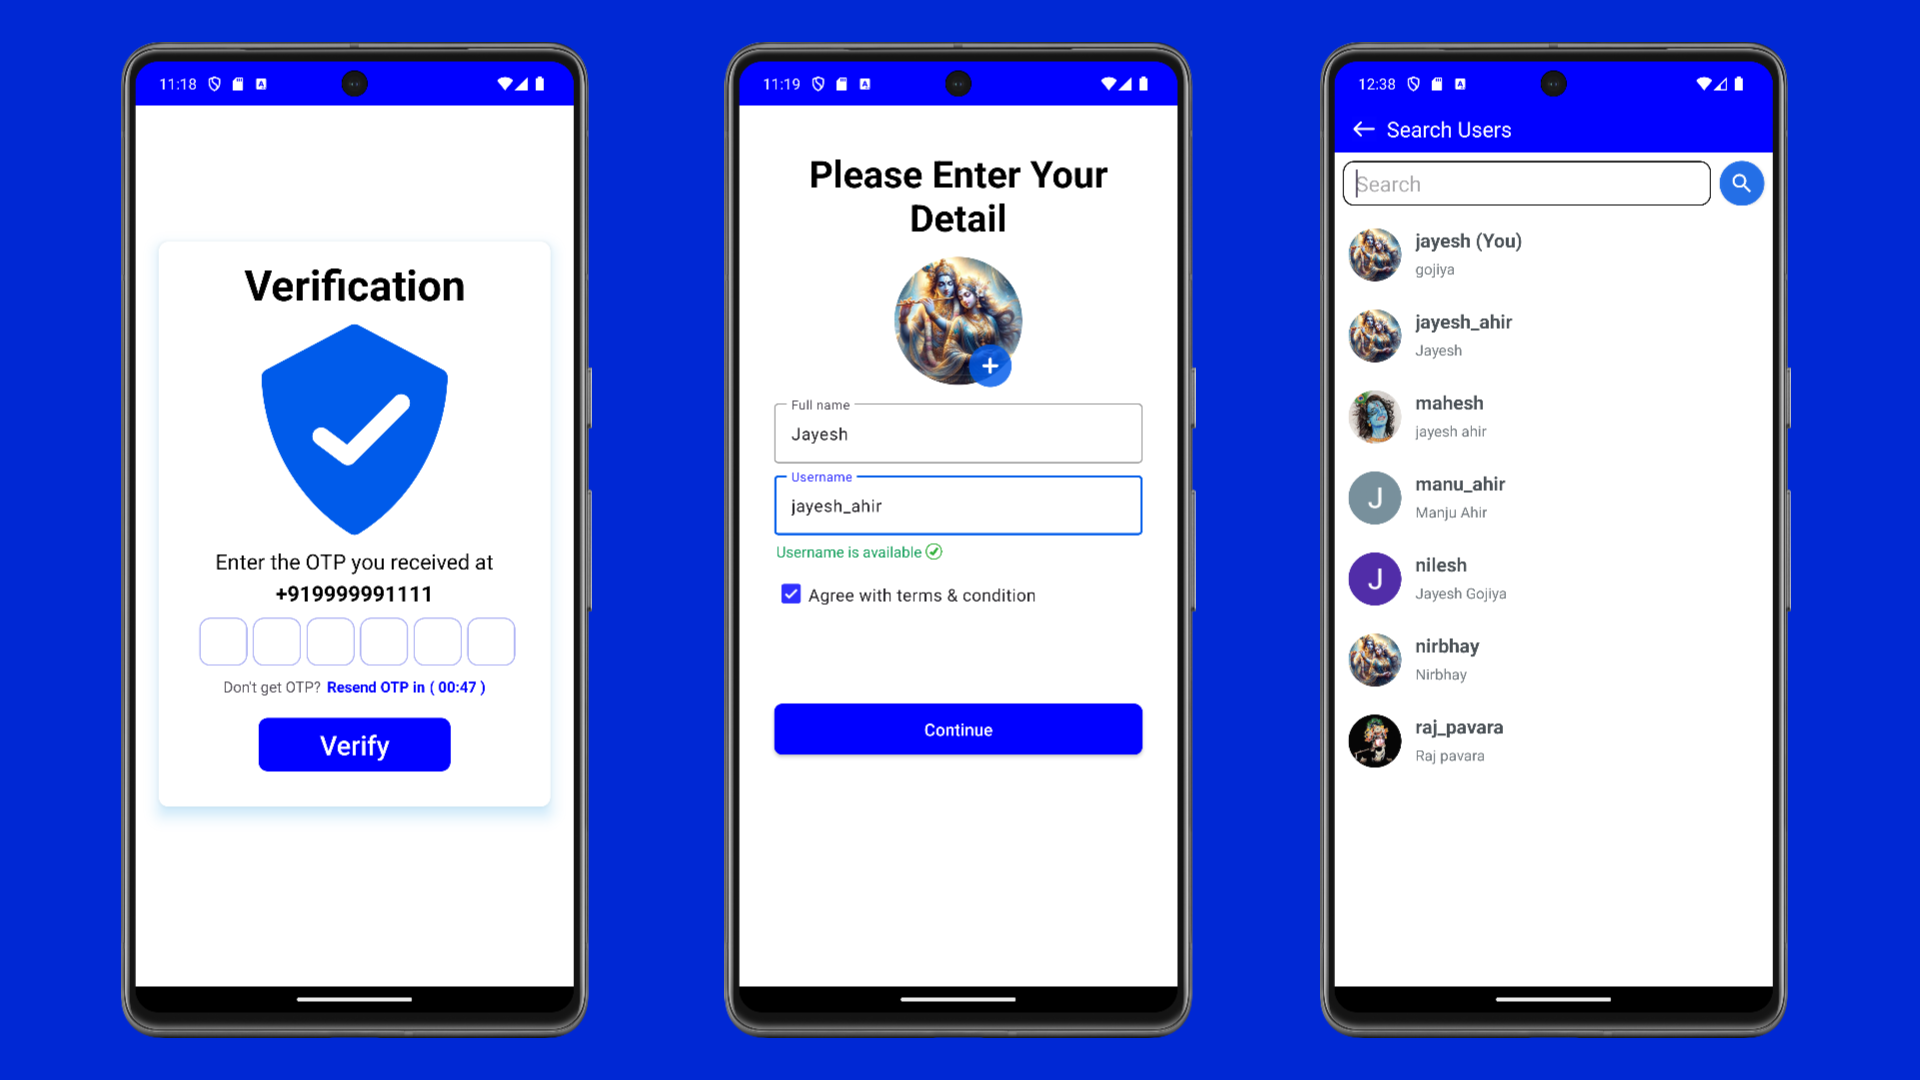 11:18
Verification
Enter the OTP you received at
+919999991111
Don't get OTP? Resend OTP in ( 00:47 )
Verify
11:19
Please Enter Your
Detail
Full name
Jayesh
Username
jayesh_ahir
Username is available
Agree with terms & condition
Continue
12:38
Search Users
Search
jayesh (You)
gojiya
jayesh_ahir
Jayesh
mahesh
jayesh ahir
J
manu_ahir
Manju Ahir
J
nilesh
Jayesh Gojiya
nirbhay
Nirbhay
raj_pavara
Raj pavara